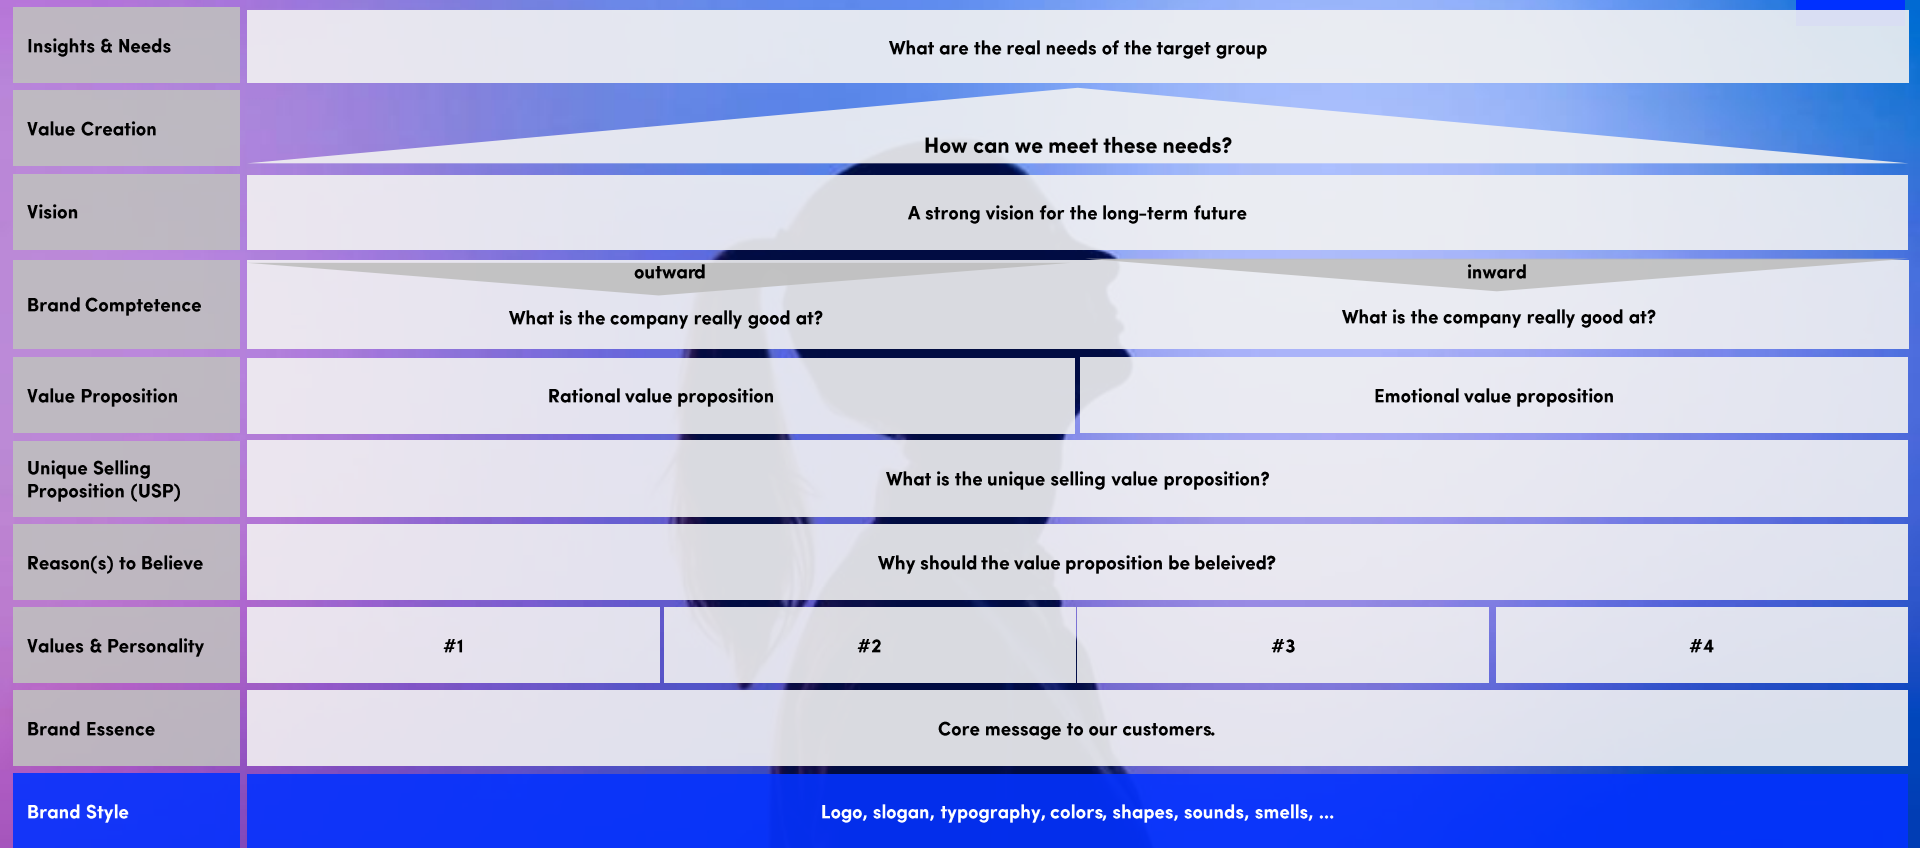 Insights & Needs
What are the real needs of the target group
Value Creation
How can we meet these needs?
Vision
A strong vision for the long-term future
Brand Comptetence
outward
What is the company really good at?
inward
What is the company really good at?
Value Proposition
Rational value proposition
Emotional value proposition
Unique Selling
Proposition (USP)
What is the unique selling value proposition?
Reason(s) to Believe
Why should the value proposition be beleived?
Values & Personality
#1
#2
#3
#4
Brand Essence
Core message to our customers.
Brand Style
Logo, slogan, typography, colors, shapes, sounds, smells, ...